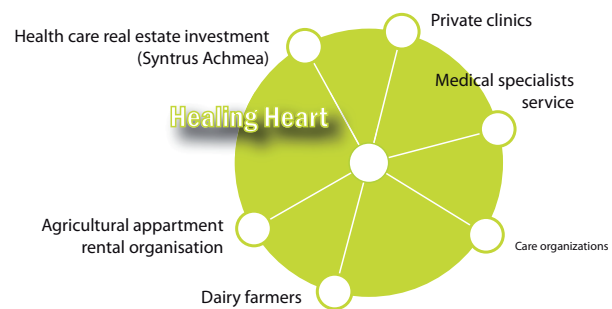 Private clinics
Health care real estate investment
(Syntrus Achmea)
Medical specialists
service
Healing Heart
Agricultural appartment
rental organisation
Care organizations
Dairy farmers